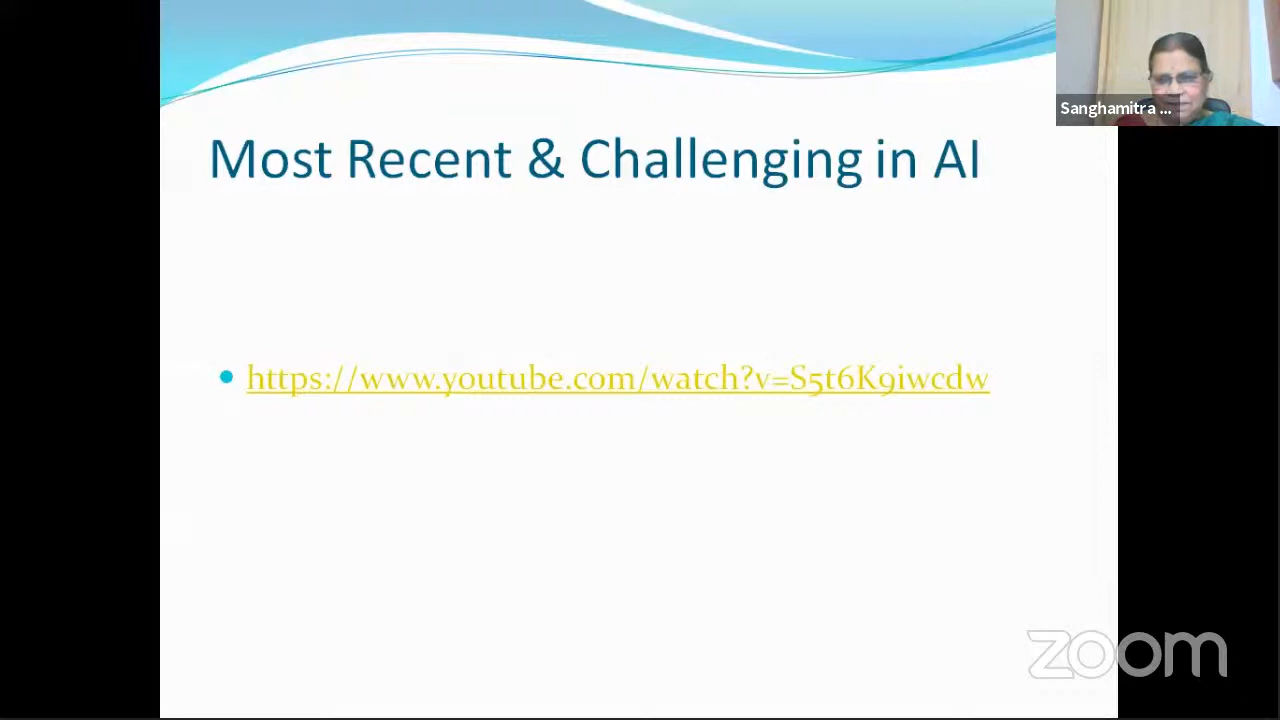 Sanghamitra ...
Most Recent & Challenging in AI
https://www.youtube.com/watch?v=S5t6K9iwcdw
zoom